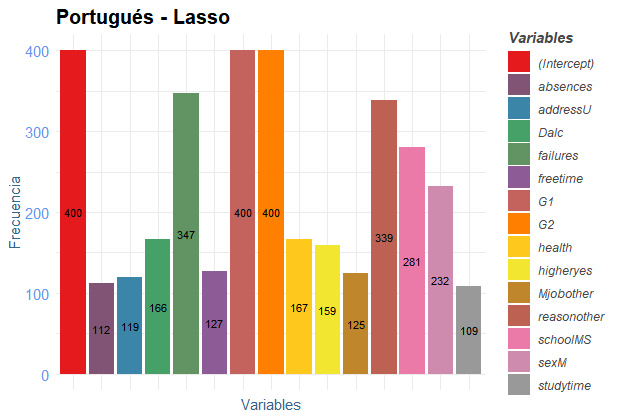 Portugués - Lasso
Frecuencia
400
300
200
100
0
400
112
119
166
347
127
400
400
167
159
125
339
281
232
109
Variables
Variables
(Intercept)
absences
addressU
Dalc
failures
freetime
G1
G2
health
higheryes
Mjobother
reasonother
schoolMS
sexM
studytime